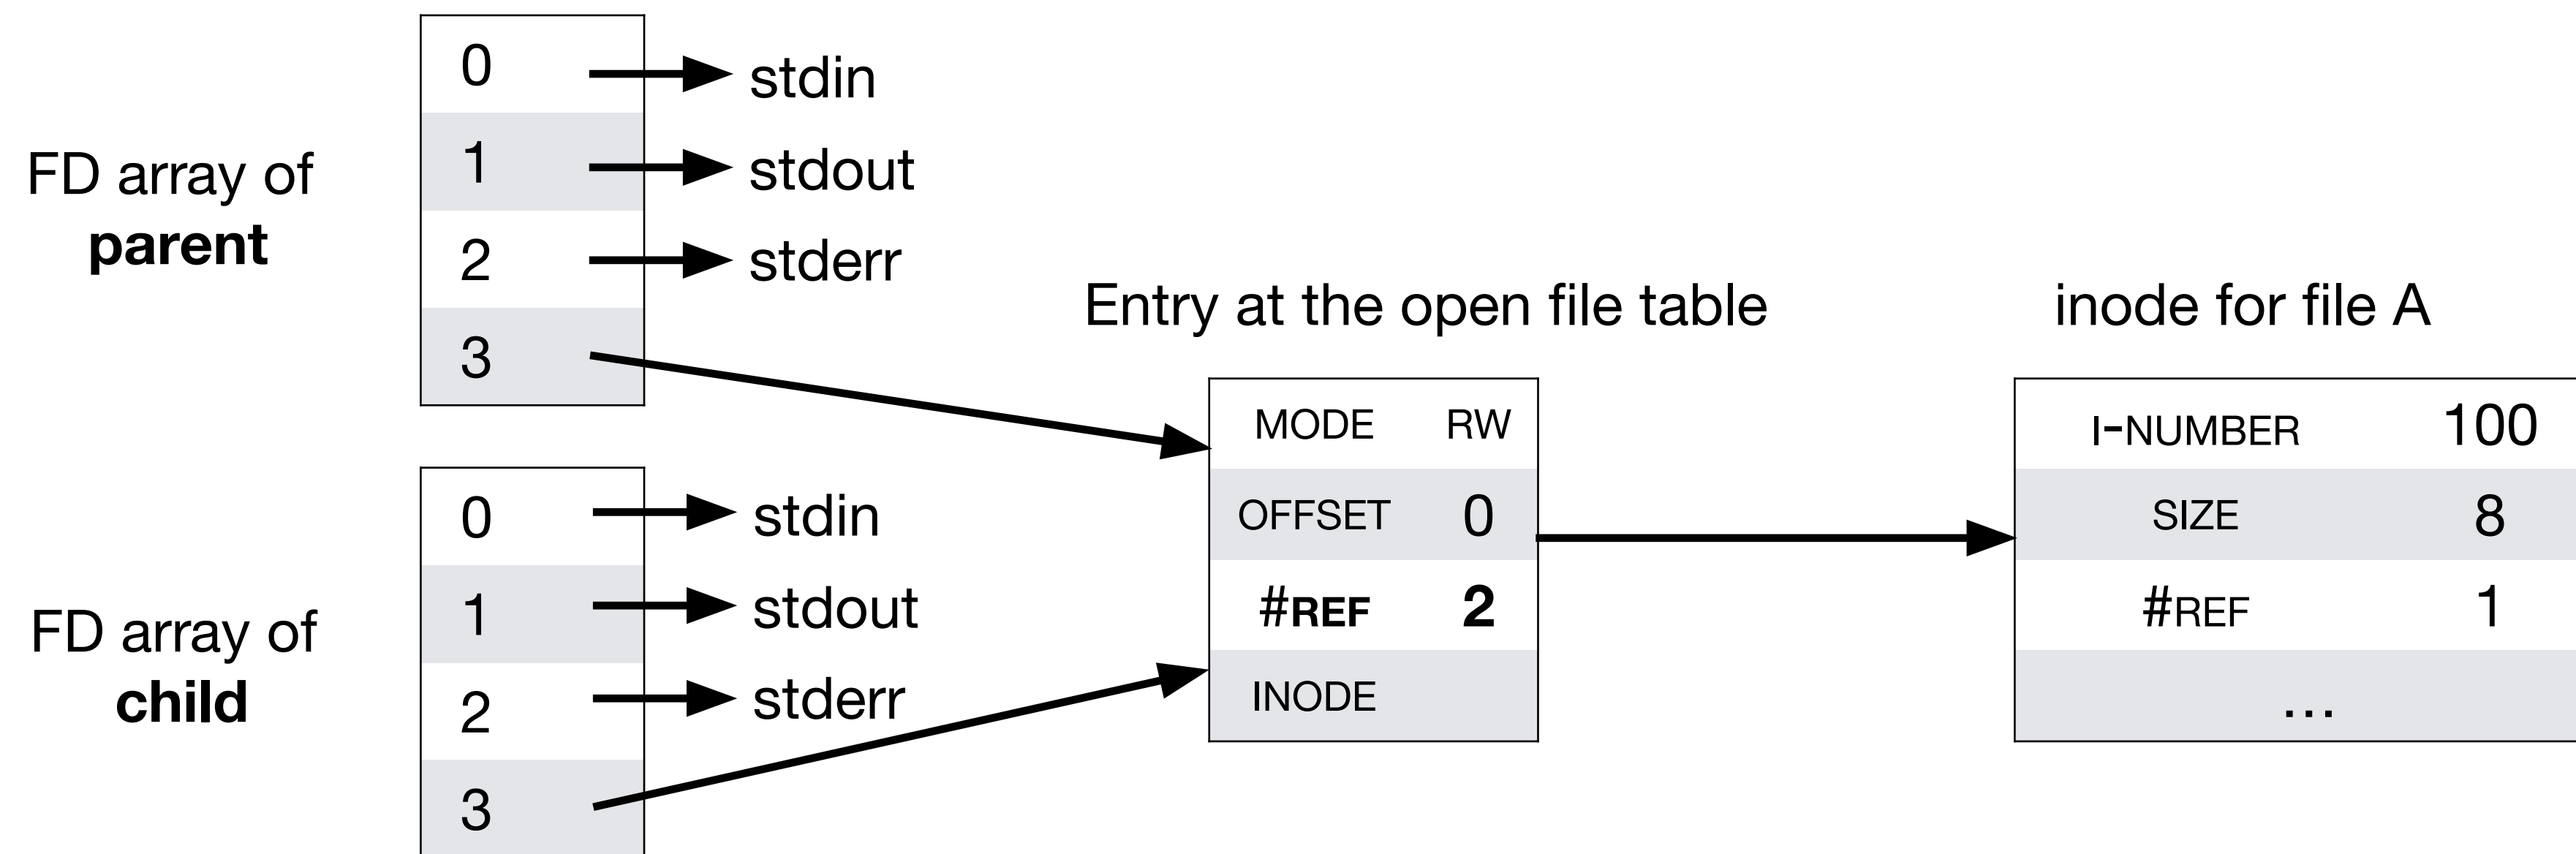 FD array of
parent
0 stdin
1 stdout
2 stderr
3
FD array of
child
0 stdin
1 stdout
2 stderr
3
Entry at the open file table
MODE RW
OFFSET 0
#REF 2
INODE
inode for file A
I-NUMBER 100
SIZE 8
#REF 1
...